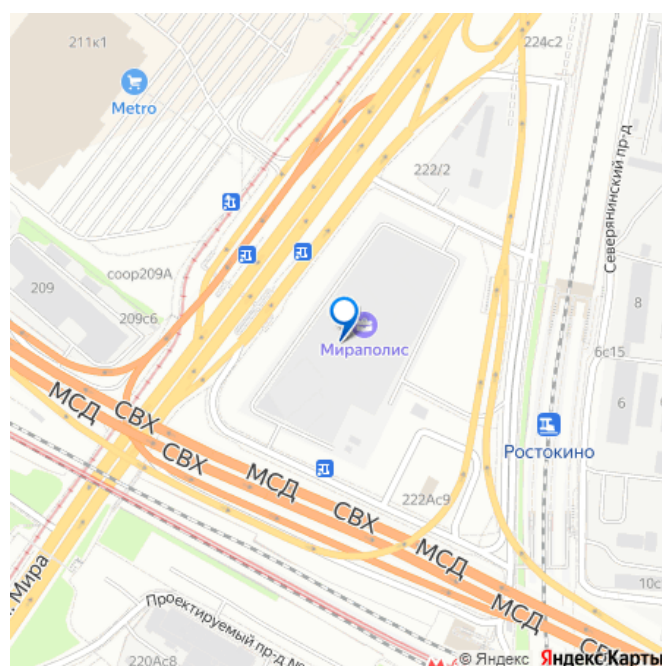 211к1
224с2
Metro
222/2
Северянинский пр-д
соор209А
209
209с6
8
Мираполис
6с15
6
МСД
СВХ
СВХ
Ростокино
МСД
СВХ
222Ас9
МСД
Мира
МСД
10с
Проектируемый пр-д №
220Ас8
© Яндекс Яндекс Карты